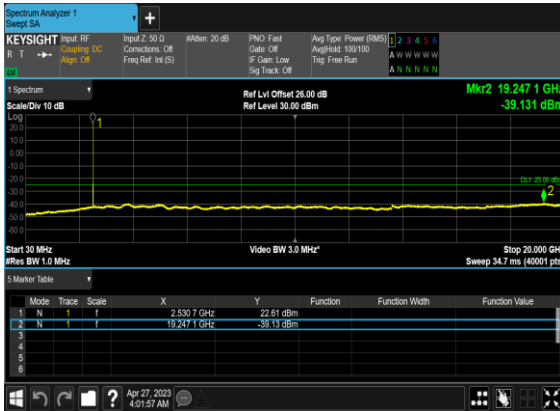 Spectrum Analyzer 1
Swept SA
+
KEYSIGHT Input: RF Input Z: 50 Ω #Atten: 20 dB PNO: Fast Avg Type: Power (RMS) 1 2 3 4 5 6
R T Coupling: DC Corrections: Off Gate: Off Avg|Hold: 100/100 A W W W W W
Align: Off Freq Ref: Int (S) IF Gain: Low Trig: Free Run
Sig Track: Off A N N N N N
1 Spectrum Ref Lvl Offset 26.00 dB Mkr2 19.247 1 GHz
Scale/Div 10 dB Ref Level 30.00 dBm -39.131 dBm
Log
1
20.0
10.0
0.00
-10.0
-20.0
DL1 -25.00 dBm
-30.0
2
-40.0
-50.0
-60.0
Start 30 MHz Video BW 3.0 MHz* Stop 20.000 GHz
#Res BW 1.0 MHz Sweep 34.7 ms (40001 pts)
5 Marker Table
Mode Trace Scale X Y Function Function Width Function Value
1 N 1 f 2.530 7 GHz 22.61 dBm
2 N 1 f 19.247 1 GHz -39.13 dBm
3
4
5
6
? Apr 27, 2023
4:01:57 AM